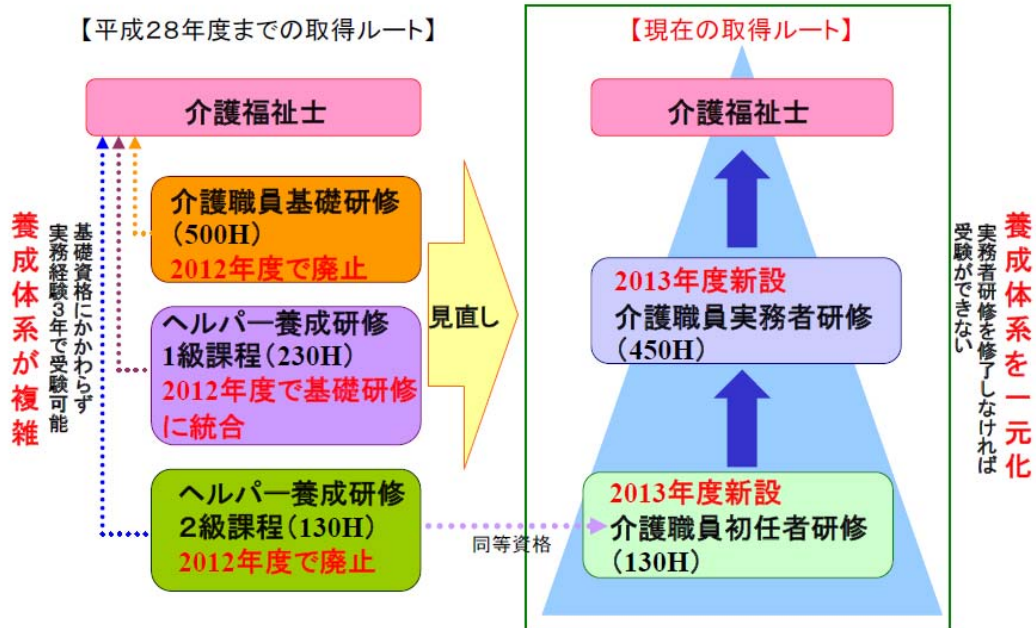 【平成28年度までの取得ルート】
介護福祉士
介護職員基礎研修
(500H)
2012年度で廃止
ヘルパー養成研修
1級課程(230H)
2012年度で基礎研修
に統合
ヘルパー養成研修
2級課程(130H)
2012年度で廃止
養成体系が複雑
基礎資格にかかわらず
実務経験3年で受験可能
見直し
同等資格
【現在の取得ルート】
介護福祉士
2013年度新設
介護職員実務者研修
(450H)
2013年度新設
介護職員初任者研修
(130H)
養成体系を一元化
実務者研修を修了しなければ
受験ができない